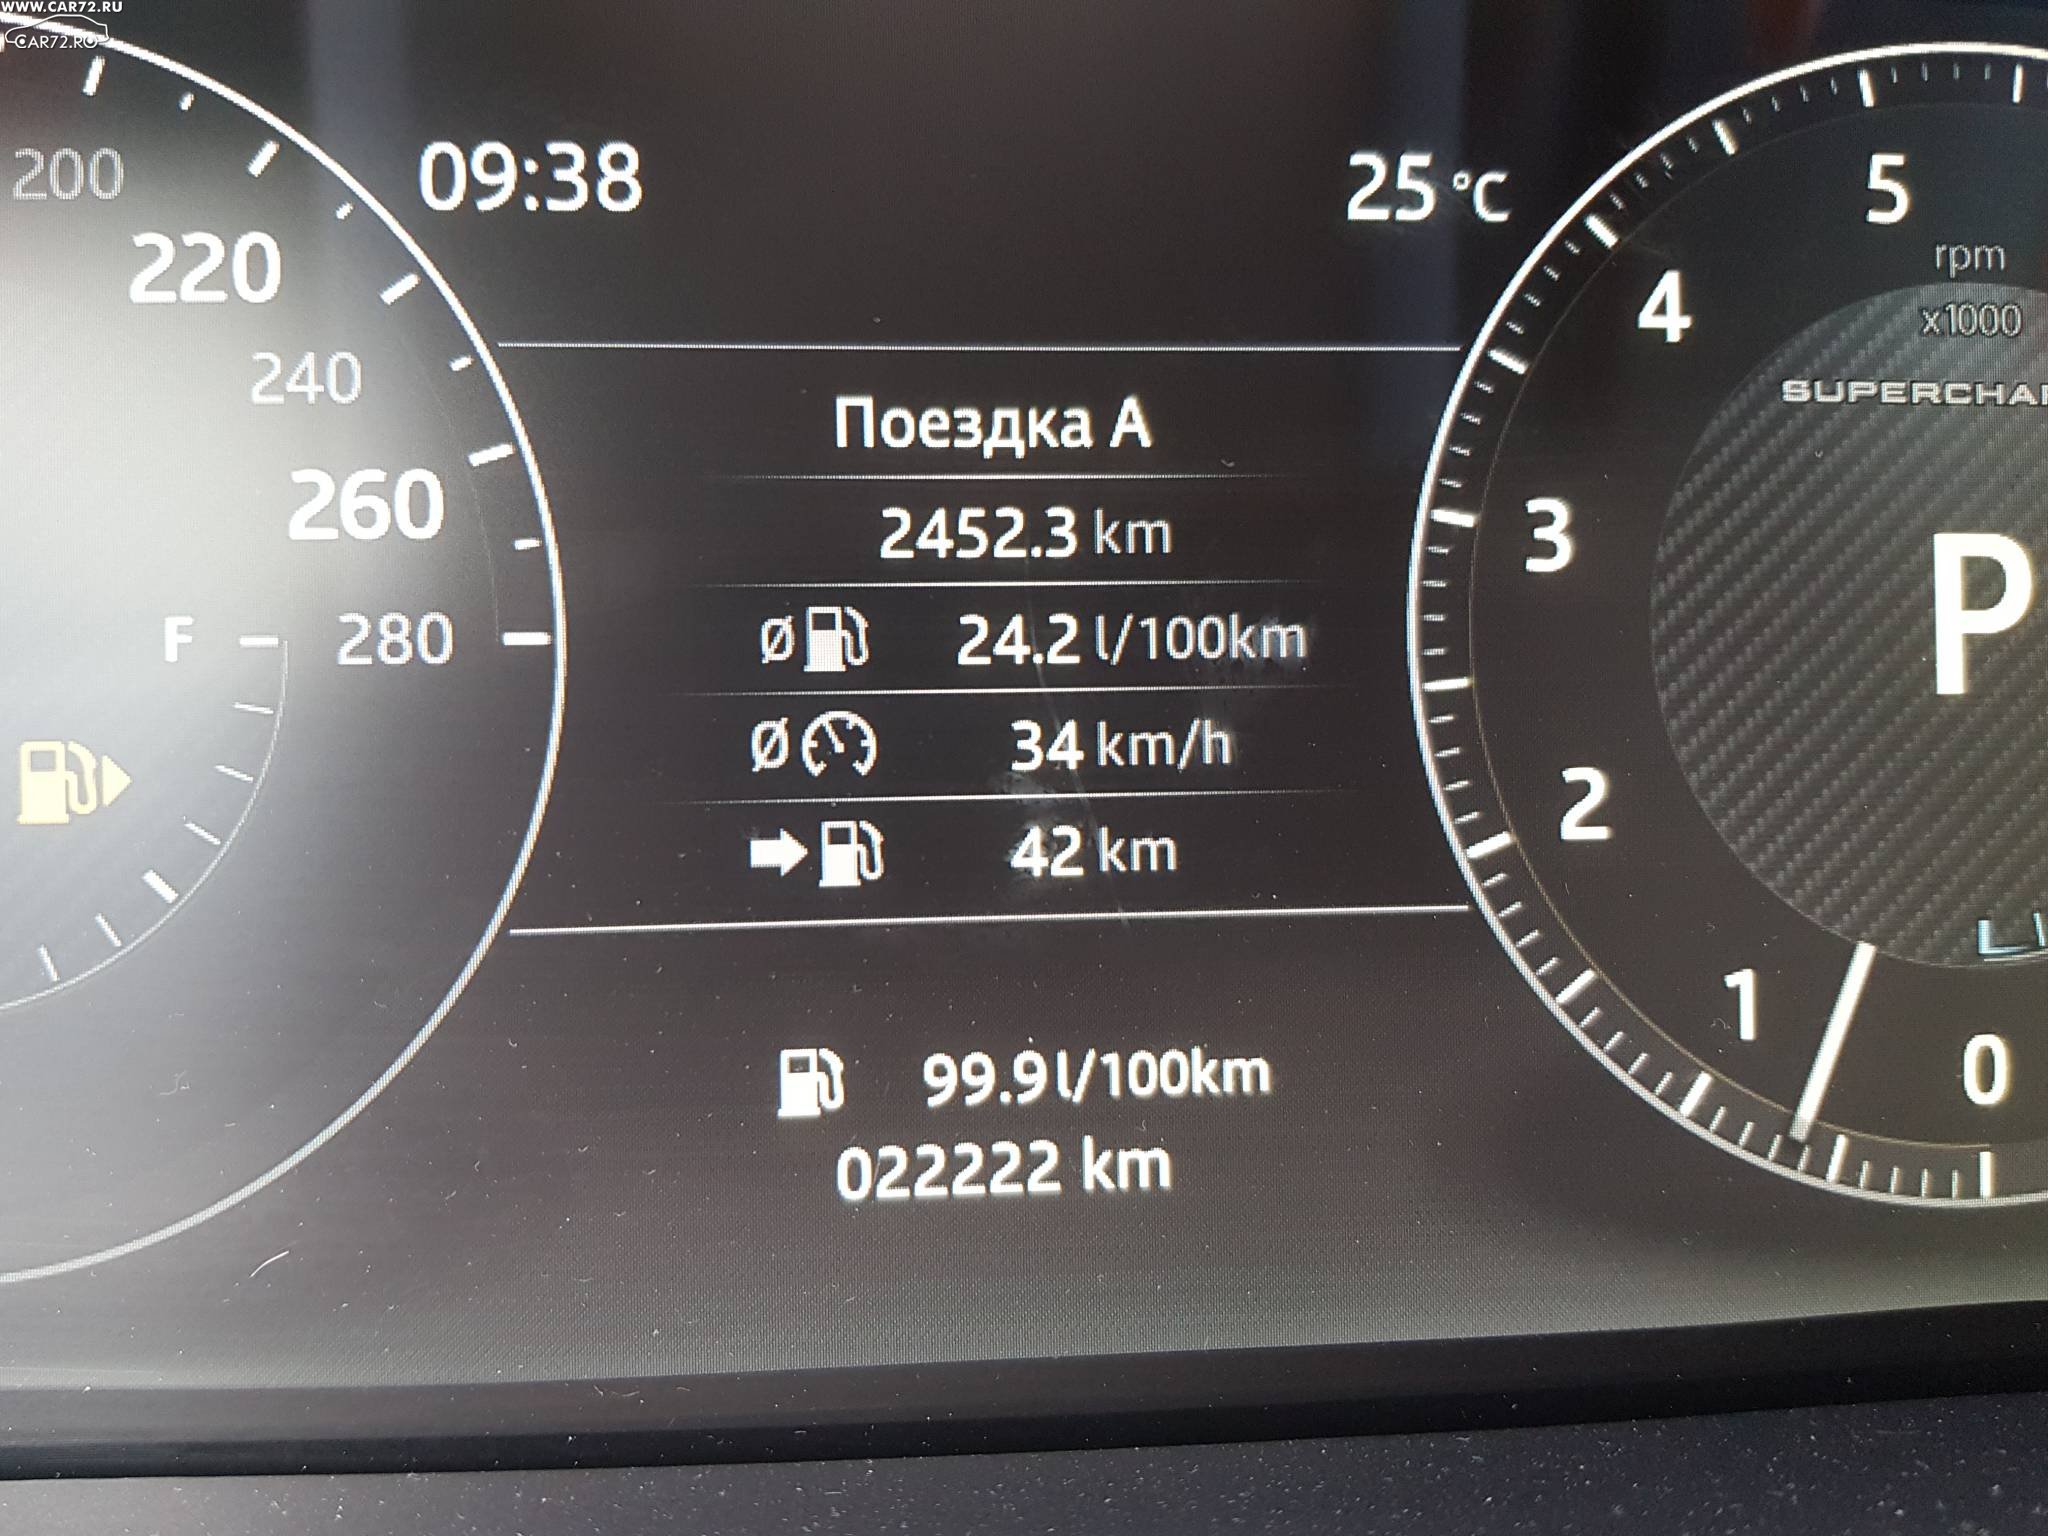 WWW.CAR72.RU
CAR72.RU
200
220
240
260
280
F
09:38
25 °C
Поездка A
2452.3 km
Ø 24.2 l/100km
Ø 34 km/h
42 km
99.9 l/100km
022222 km
5
rpm
x1000
4
SUPERCHAR
3
P
2
1
0